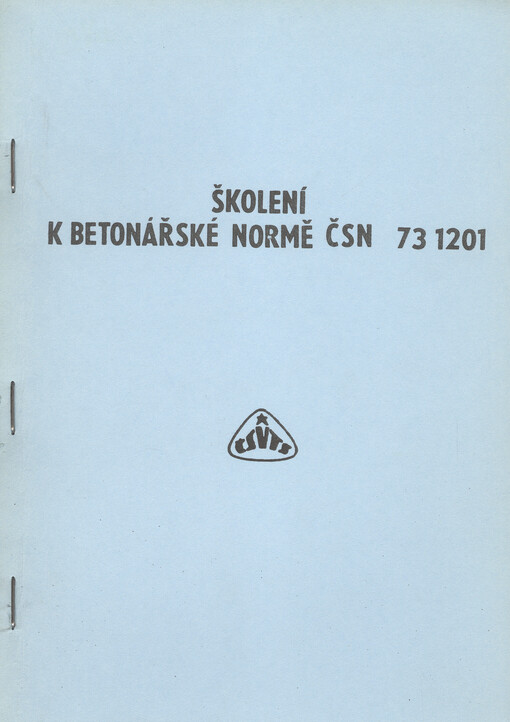 ŠKOLENÍ
K BETONÁŘSKÉ NORMĚ ČSN 73 1201
ČSVTS